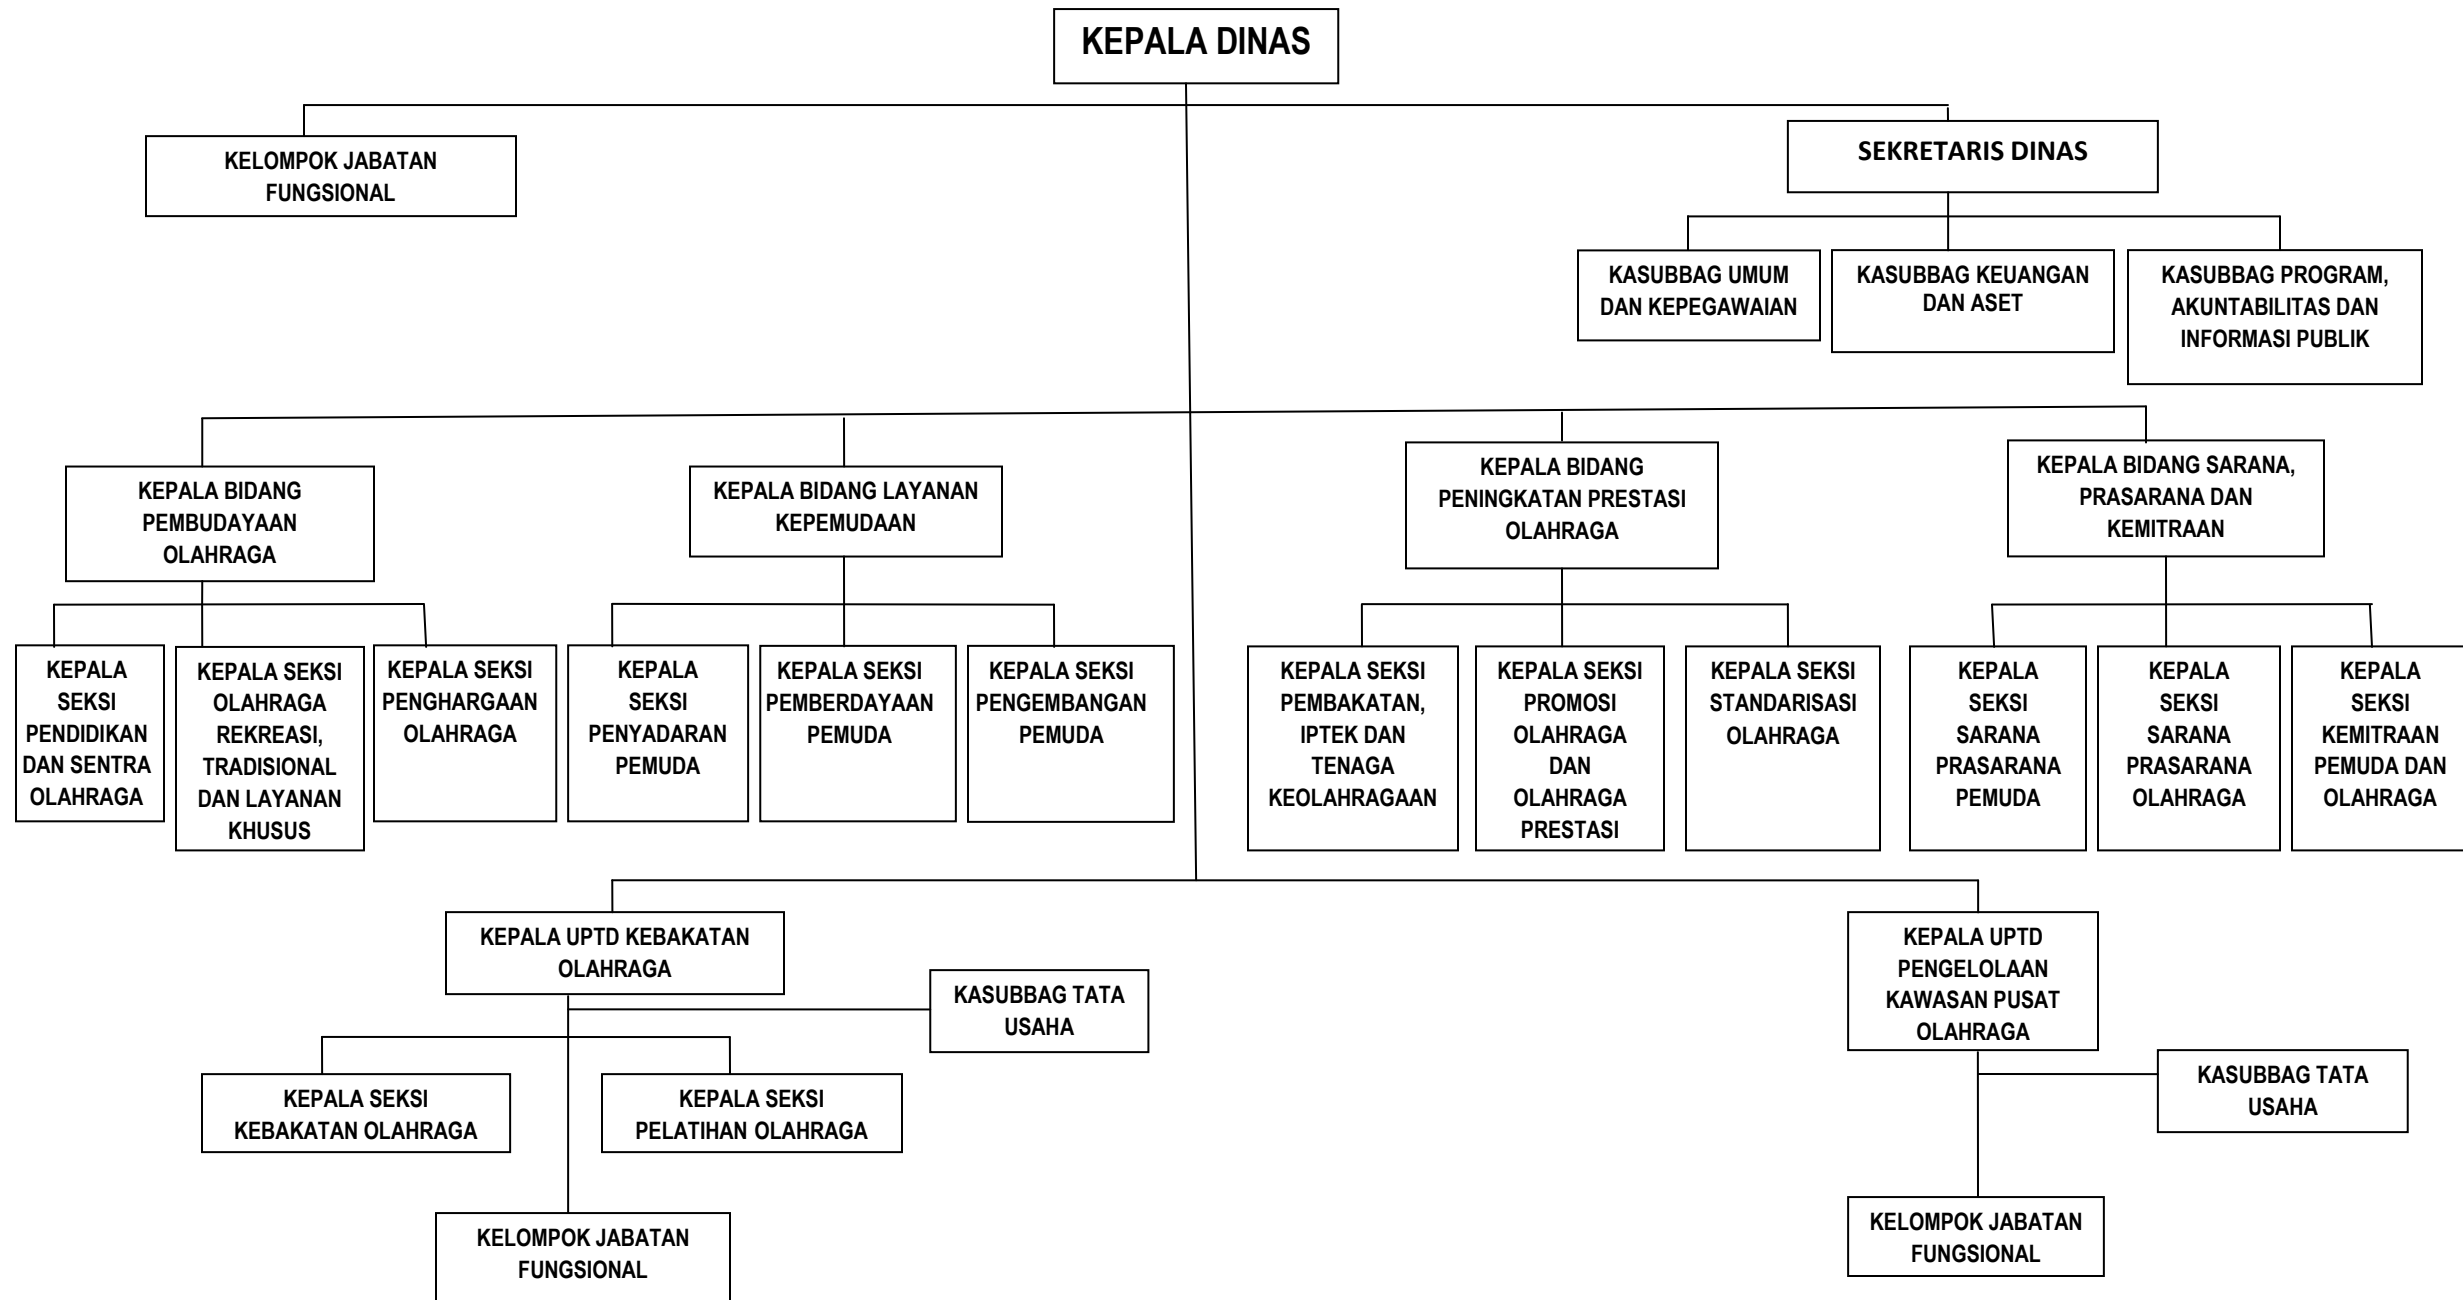 KEPALA DINAS
KELOMPOK JABATAN
FUNGSIONAL
SEKRETARIS DINAS
KASUBBAG UMUM
DAN KEPEGAWAIAN
KASUBBAG KEUANGAN
DAN ASET
KASUBBAG PROGRAM,
AKUNTABILITAS DAN
INFORMASI PUBLIK
KEPALA BIDANG
PEMBUDAYAAN
OLAHRAGA
KEPALA BIDANG LAYANAN
KEPEMUDAAN
KEPALA BIDANG
PENINGKATAN PRESTASI
OLAHRAGA
KEPALA BIDANG SARANA,
PRASARANA DAN
KEMITRAAN
KEPALA
SEKSI
PENDIDIKAN
DAN SENTRA
OLAHRAGA
KEPALA SEKSI
OLAHRAGA
REKREASI,
TRADISIONAL
DAN LAYANAN
KHUSUS
KEPALA SEKSI
PENGHARGAAN
OLAHRAGA
KEPALA
SEKSI
PENYADARAN
PEMUDA
KEPALA SEKSI
PEMBERDAYAAN
PEMUDA
KEPALA SEKSI
PENGEMBANGAN
PEMUDA
KEPALA SEKSI
PEMBAKATAN,
IPTEK DAN
TENAGA
KEOLAHRAGAAN
KEPALA SEKSI
PROMOSI
OLAHRAGA
DAN
OLAHRAGA
PRESTASI
KEPALA SEKSI
STANDARISASI
OLAHRAGA
KEPALA
SEKSI
SARANA
PRASARANA
PEMUDA
KEPALA
SEKSI
SARANA
PRASARANA
OLAHRAGA
KEPALA
SEKSI
KEMITRAAN
PEMUDA DAN
OLAHRAGA
KEPALA UPTD KEBAKATAN
OLAHRAGA
KASUBBAG TATA
USAHA
KEPALA SEKSI
KEBAKATAN OLAHRAGA
KEPALA SEKSI
PELATIHAN OLAHRAGA
KELOMPOK JABATAN
FUNGSIONAL
KEPALA UPTD
PENGELOLAAN
KAWASAN PUSAT
OLAHRAGA
KASUBBAG TATA
USAHA
KELOMPOK JABATAN
FUNGSIONAL